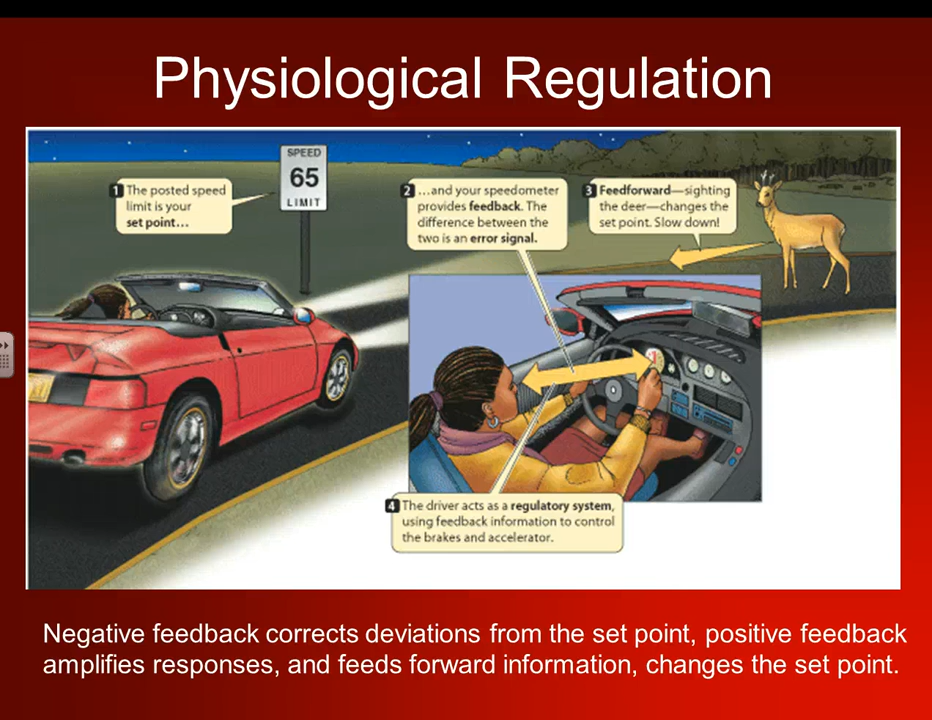 Physiological Regulation
SPEED
65
LIMIT
1 The posted speed
limit is your
set point...
2 ...and your speedometer
provides feedback. The
difference between the
two is an error signal.
3 Feedforward—sighting
the deer—changes the
set point. Slow down!
4 The driver acts as a regulatory system,
using feedback information to control
the brakes and accelerator.
Negative feedback corrects deviations from the set point, positive feedback
amplifies responses, and feeds forward information, changes the set point.